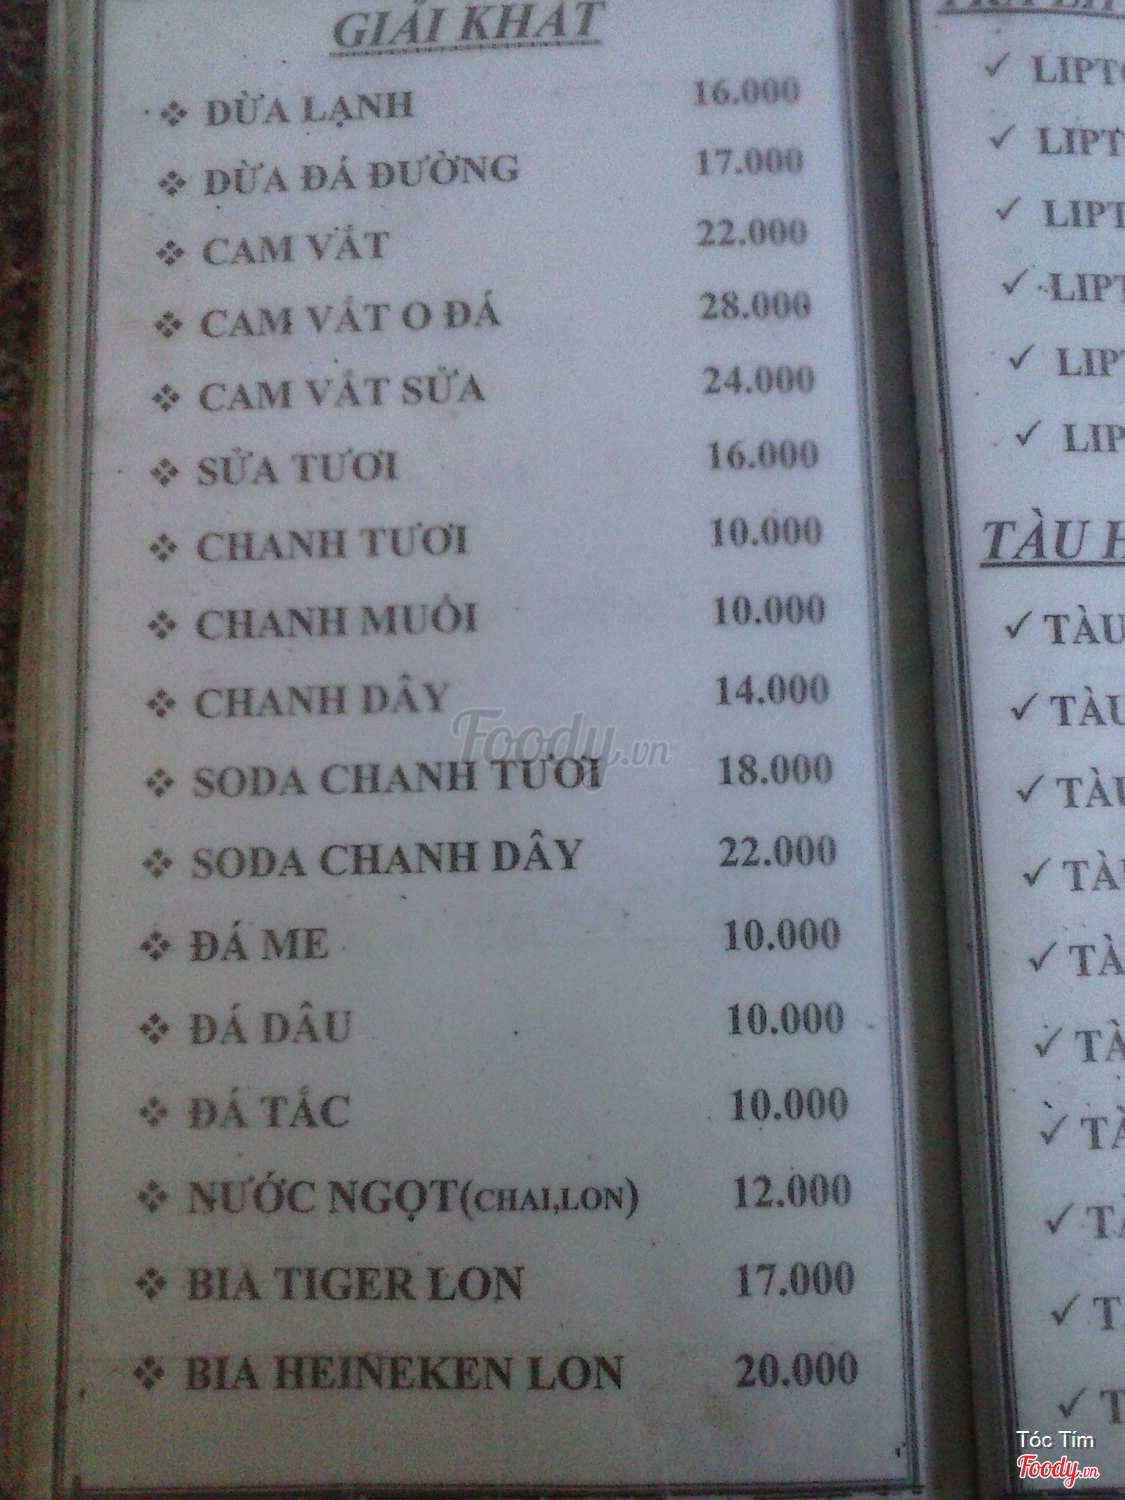 GIẢI KHÁT
DỪA LẠNH 16.000
DỪA ĐÁ ĐƯỜNG 17.000
CAM VẮT 22.000
CAM VẮT O ĐÁ 28.000
CAM VẮT SỮA 24.000
SỮA TƯƠI 16.000
CHANH TƯƠI 10.000
CHANH MUỐI 10.000
CHANH DÂY 14.000
SODA CHANH TƯƠI 18.000
SODA CHANH DÂY 22.000
ĐÁ ME 10.000
ĐÁ DÂU 10.000
ĐÁ TẮC 10.000
NƯỚC NGỌT(CHAI,LON) 12.000
BIA TIGER LON 17.000
BIA HEINEKEN LON 20.000
TÀU
TÀU
TÀU
TÀU
Foody.vn
Tóc Tím
Foody.vn